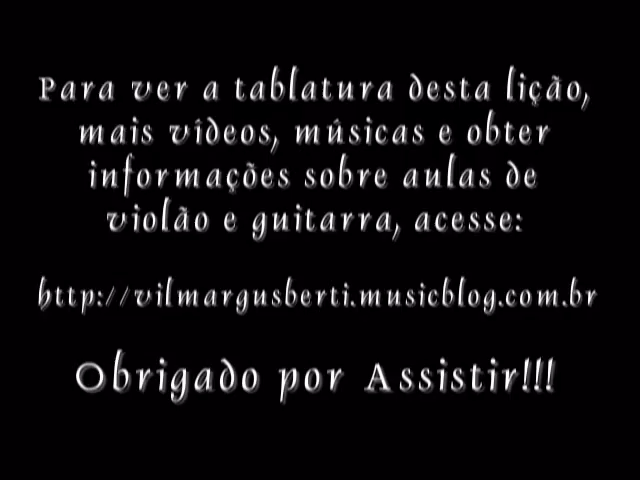 Para ver a tablatura desta lição,
mais vídeos, músicas e obter
informações sobre aulas de
violão e guitarra, acesse:
http://vilmargusberti.musicblog.com.br
Obrigado por Assistir!!!